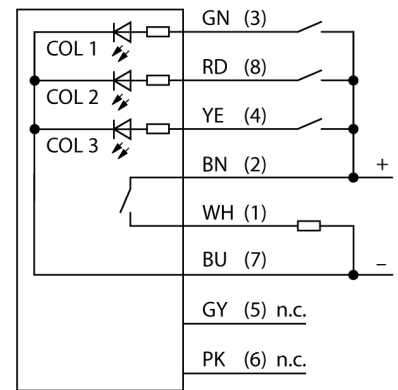 GN (3)
COL 1
RD (8)
COL 2
YE (4)
COL 3
BN (2)
+
WH (1)
BU (7)
–
GY (5) n.c.
PK (6) n.c.